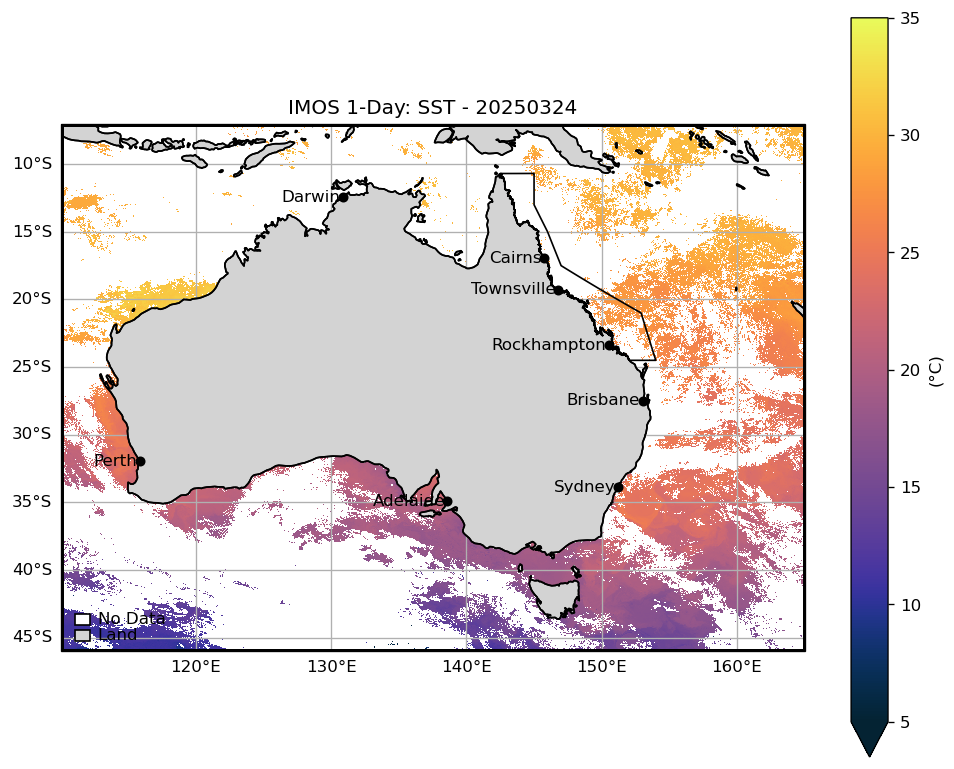 IMOS 1-Day: SST - 20250324
35
30
25
20
15
10
5
(°C)
10°S
15°S
20°S
25°S
30°S
35°S
40°S
45°S
Darwin
Cairns
Townsville
Rockhampton
Brisbane
Perth
Sydney
Adelaide
No Data
Land
120°E
130°E
140°E
150°E
160°E